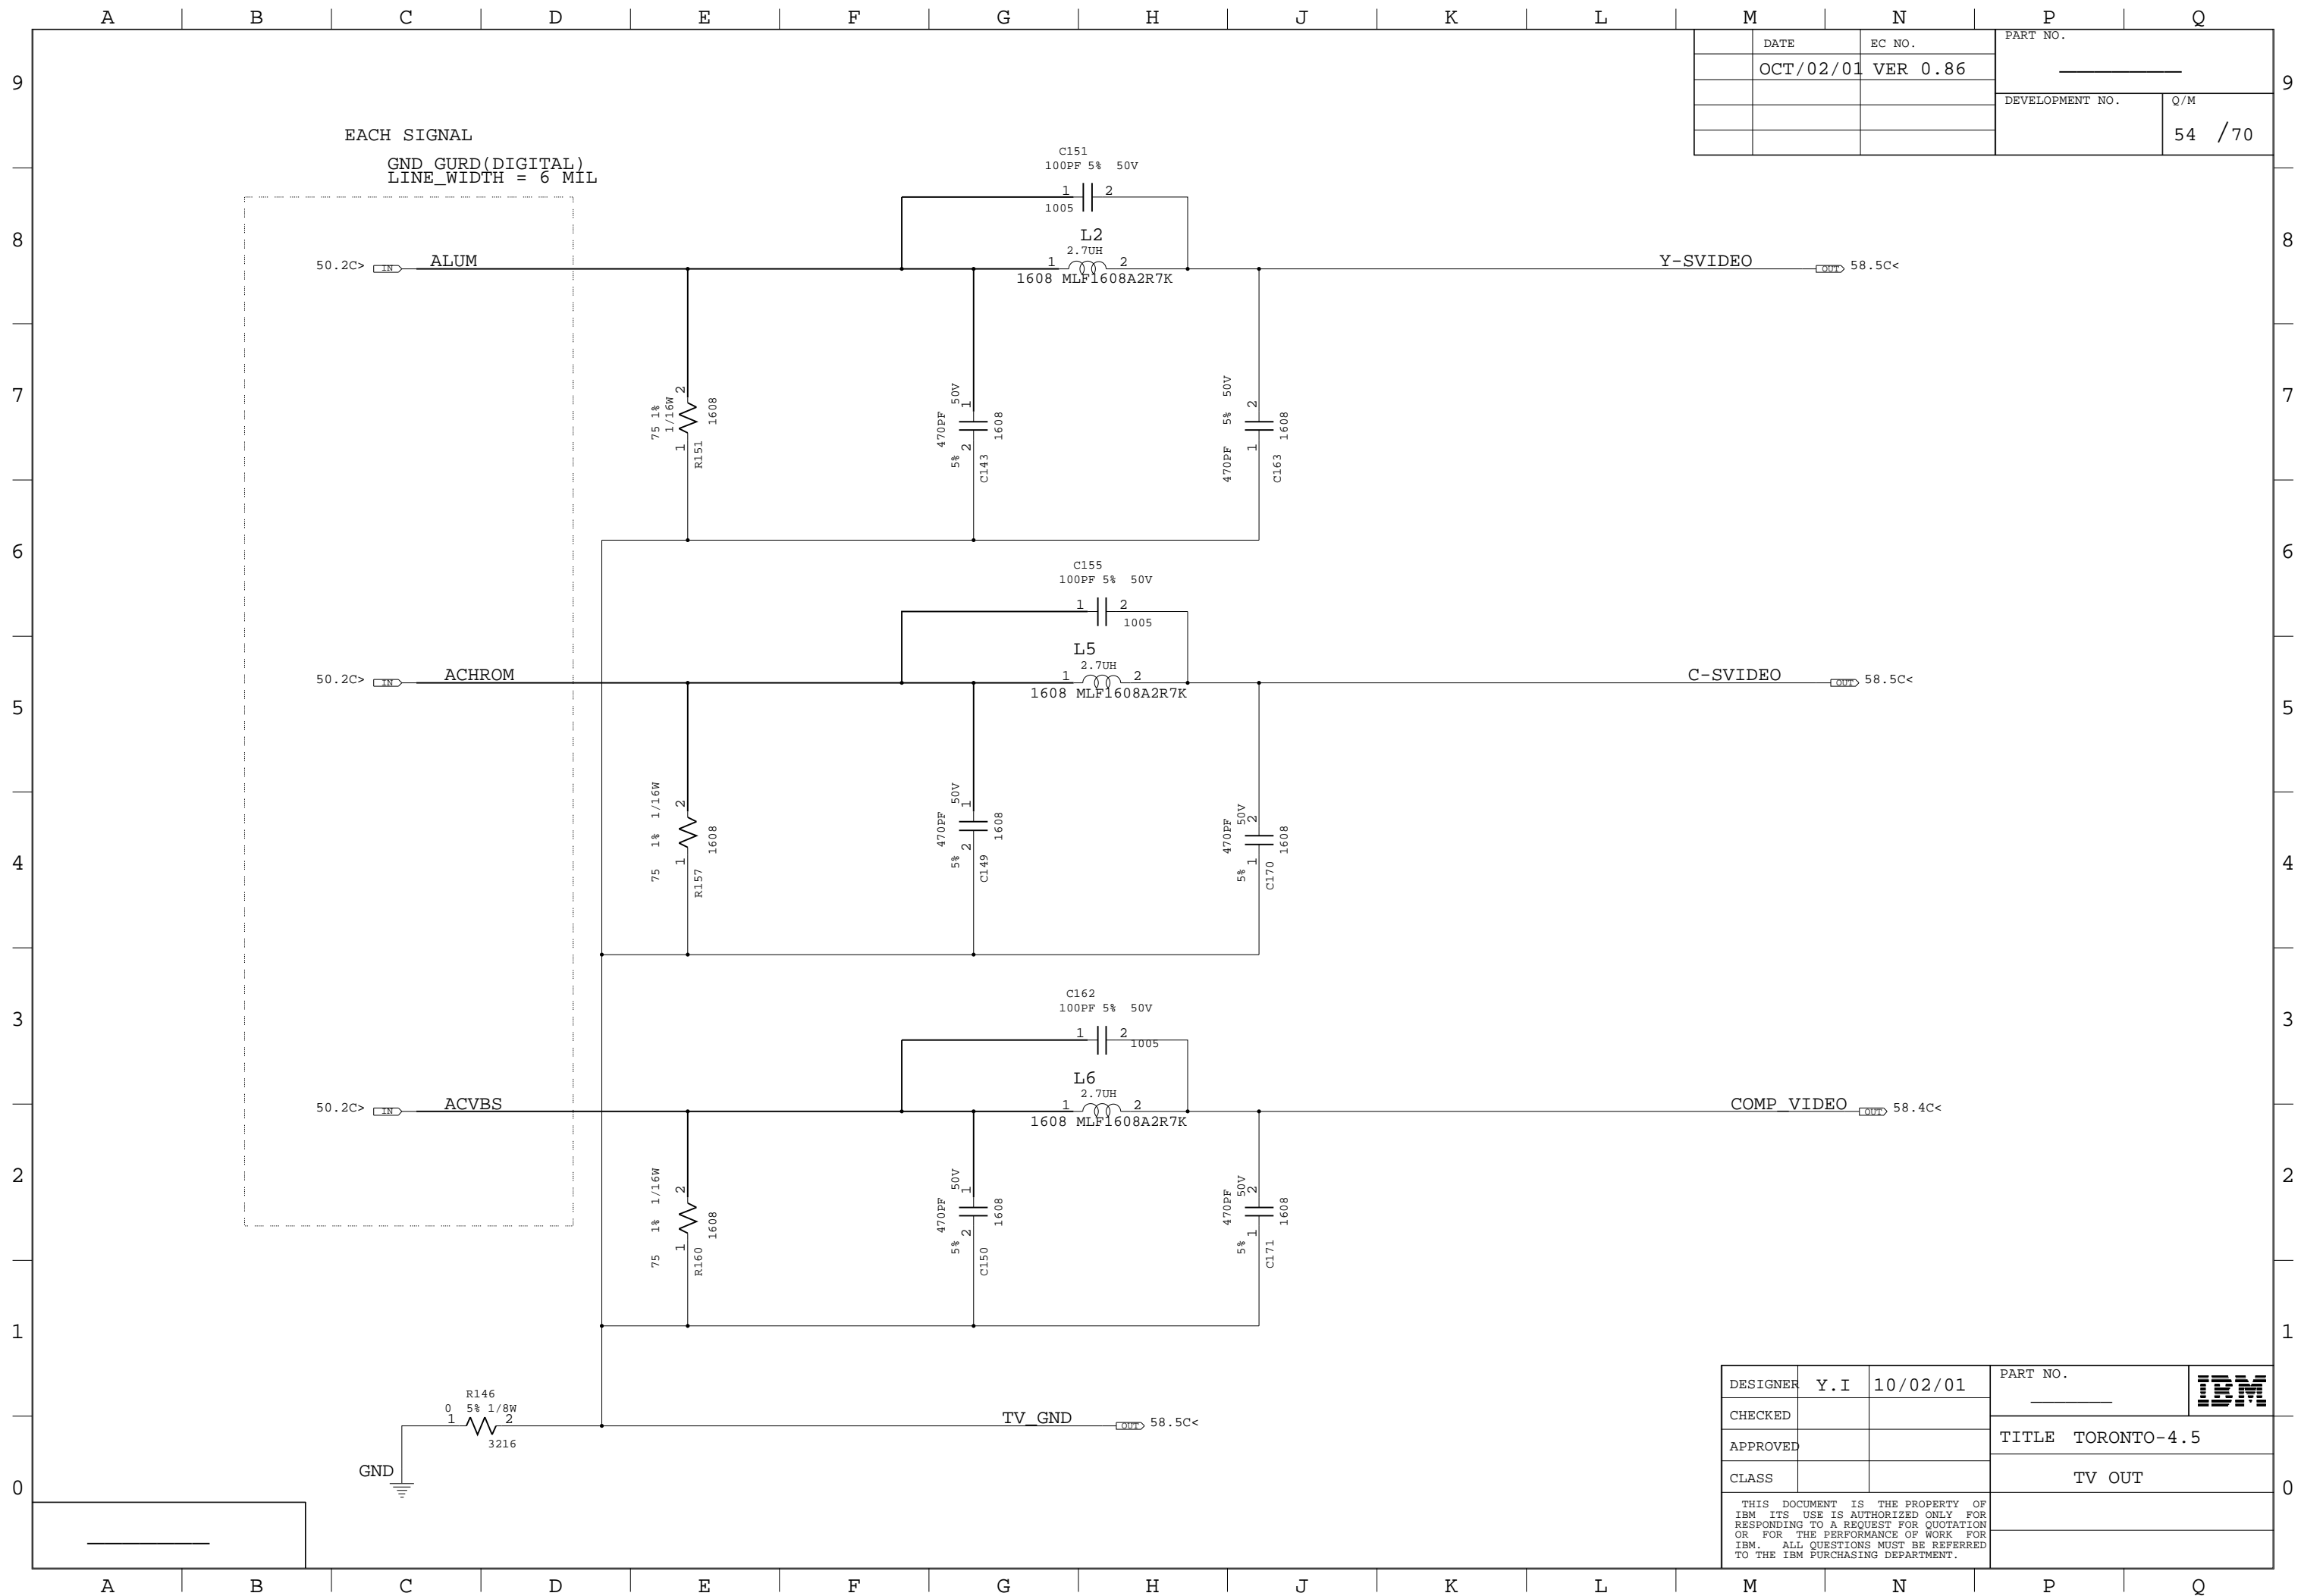 A B C D E F G H J K L M N P Q
DATE EC NO. PART NO.
OCT/02/01 VER 0.86
DEVELOPMENT NO. Q/M
54 /70
9 9
EACH SIGNAL
GND GURD(DIGITAL)
LINE_WIDTH = 6 MIL
C151
100PF 5% 50V
1 2
1005
8 8
L2
2.7UH
50.2C> IN ALUM 1 2 Y-SVIDEO OUT 58.5C<
1608 MLF1608A2R7K
7 7
75 1%
1/16W
2
1
1608
R151
470PF 50V
5%
1
2
1608
C143
470PF 5% 50V
2
1
1608
C163
6 6
C155
100PF 5% 50V
1 2
1005
L5
2.7UH
50.2C> IN ACHROM 1 2 C-SVIDEO OUT 58.5C<
1608 MLF1608A2R7K
5 5
75 1% 1/16W
2
1
1608
R157
470PF 50V
5%
1
2
1608
C149
470PF 50V
5%
2
1
1608
C170
4 4
C162
100PF 5% 50V
3 3
1 2
1005
L6
2.7UH
50.2C> IN ACVBS 1 2 COMP_VIDEO OUT 58.4C<
1608 MLF1608A2R7K
2 2
75 1% 1/16W
2
1
1608
R160
470PF 50V
5%
1
2
1608
C150
470PF 50V
5%
2
1
1608
C171
1 1
R146
0 5% 1/8W
1 2
3216
TV_GND OUT 58.5C<
GND
0 0
DESIGNER Y.I 10/02/01 PART NO. IBM
CHECKED
APPROVED TITLE TORONTO-4.5
CLASS TV OUT
THIS DOCUMENT IS THE PROPERTY OF
IBM ITS USE IS AUTHORIZED ONLY FOR
RESPONDING TO A REQUEST FOR QUOTATION
OR FOR THE PERFORMANCE OF WORK FOR
IBM. ALL QUESTIONS MUST BE REFERRED
TO THE IBM PURCHASING DEPARTMENT.
A B C D E F G H J K L M N P Q